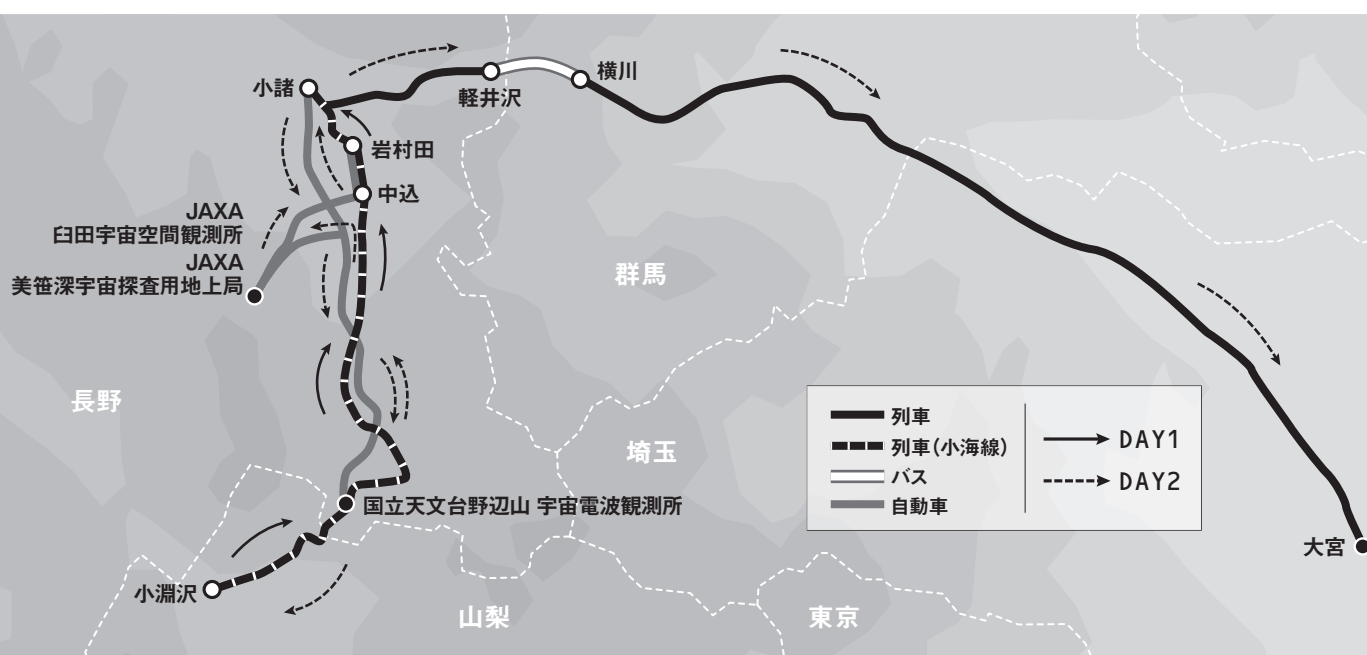 小諸
軽井沢
横川
岩村田
中込
JAXA
臼田宇宙空間観測所
JAXA
美笹深宇宙探査用地上局
群馬
長野
埼玉
列車
列車(小海線)
バス
自動車
DAY1
DAY2
国立天文台野辺山 宇宙電波観測所
大宮
小淵沢
山梨
東京